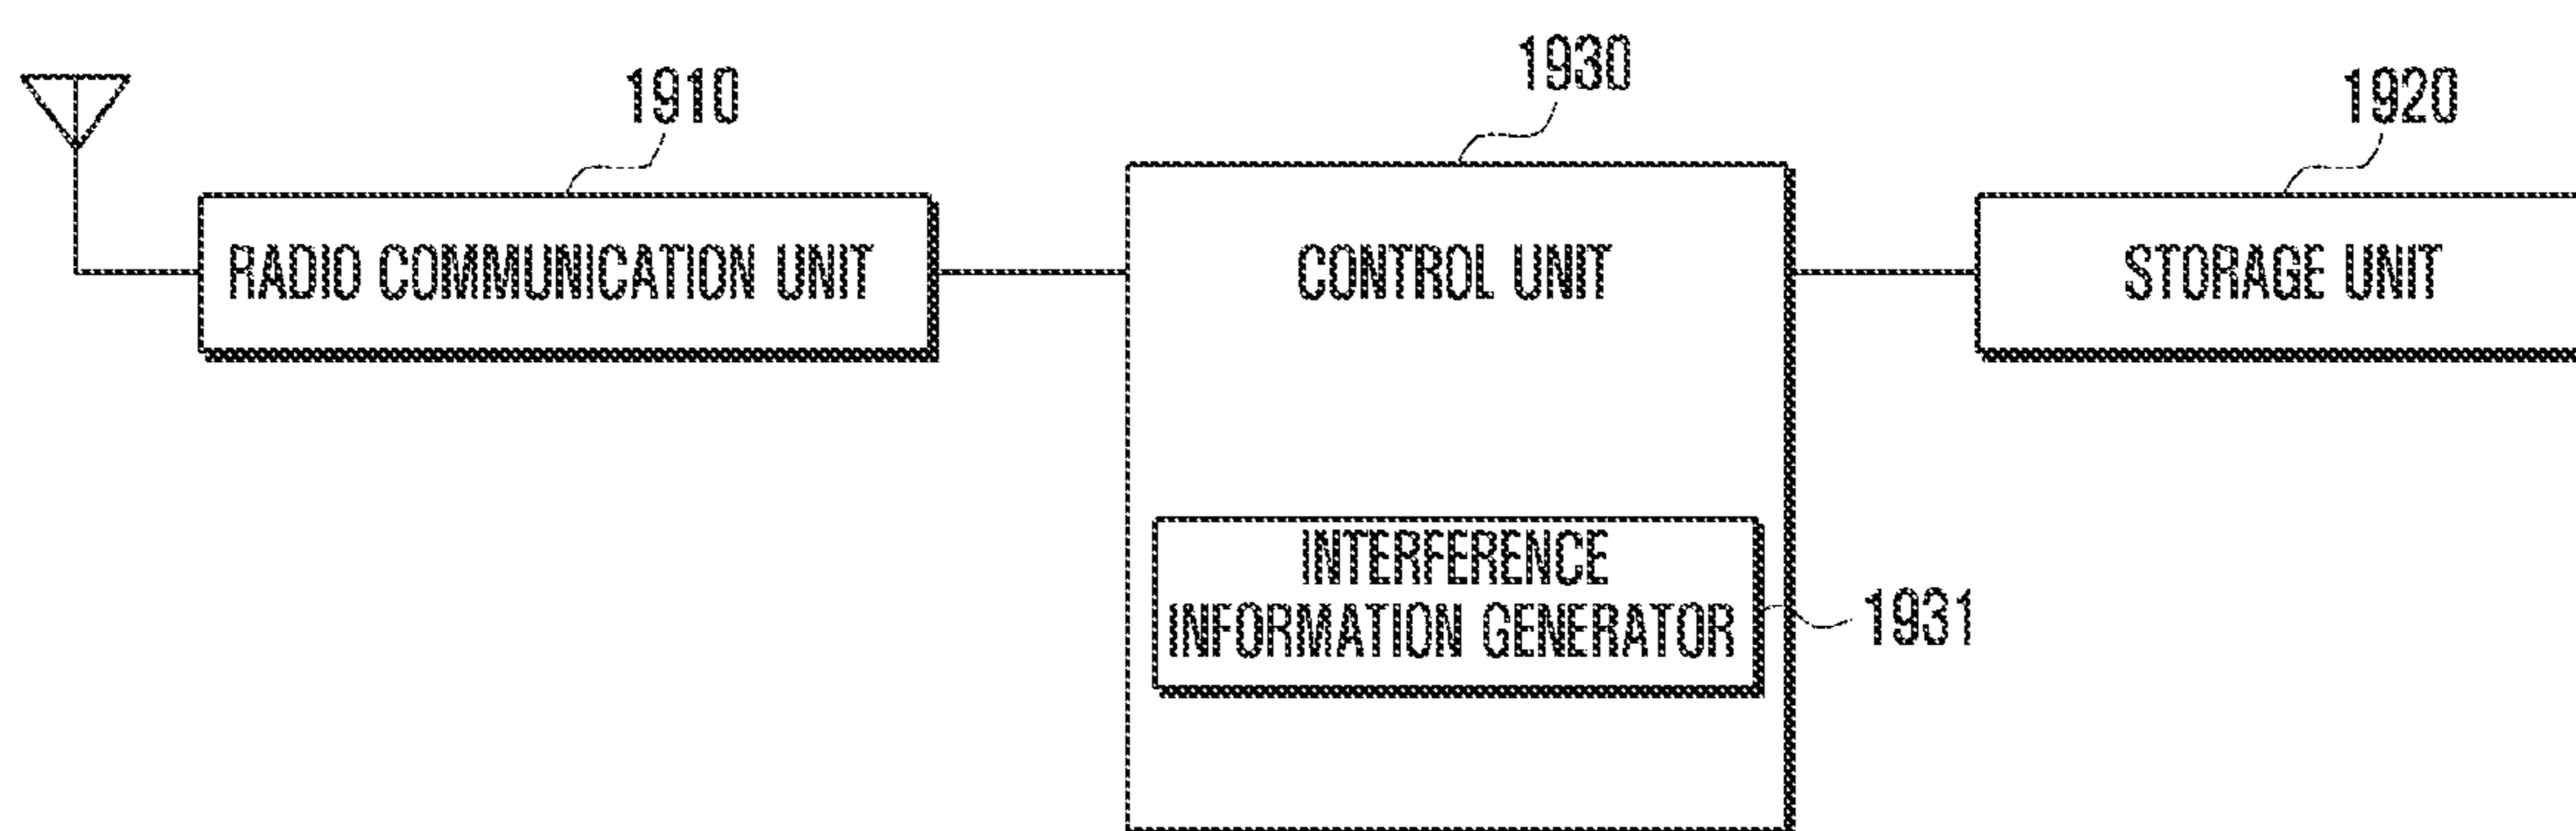 1910
1930
1920
RADIO COMMUNICATION UNIT
CONTROL UNIT
STORAGE UNIT
INTERFERENCE
INFORMATION GENERATOR
1931